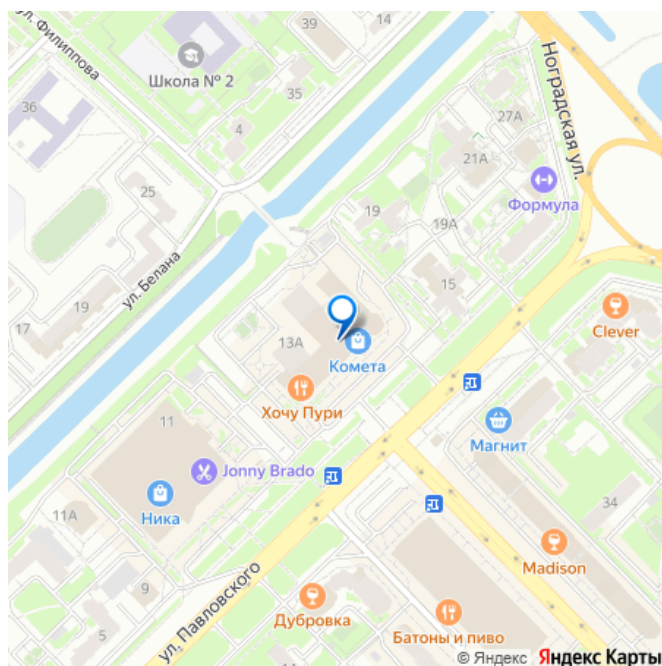 ул. Филиппова
39
14
Школа № 2
36
35
4
Ноградская ул.
27А
21А
Формула
25
19
19А
ул. Белана
15
19
17
13А
Комета
Clever
Хочу Пури
Магнит
11
Jonny Brado
Ника
11А
34
Madison
9
ул. Павловского
5
Дубровка
Батоны и пиво
© Яндекс Яндекс Карты